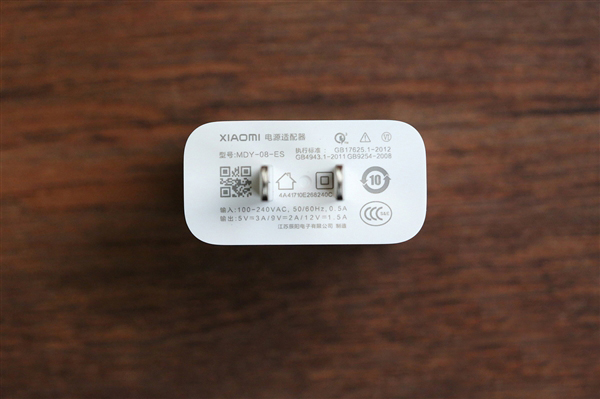 XIAOMI 电源适配器
型号:MDY-08-ES
执行标准: GB17625.1-2012
GB4943.1-2011 GB9254-2008
10
4A41710E266240D
输入:100-240VAC, 50/60Hz, 0.5A
输出:5V⎓3A/9V⎓2A/12V⎓1.5A